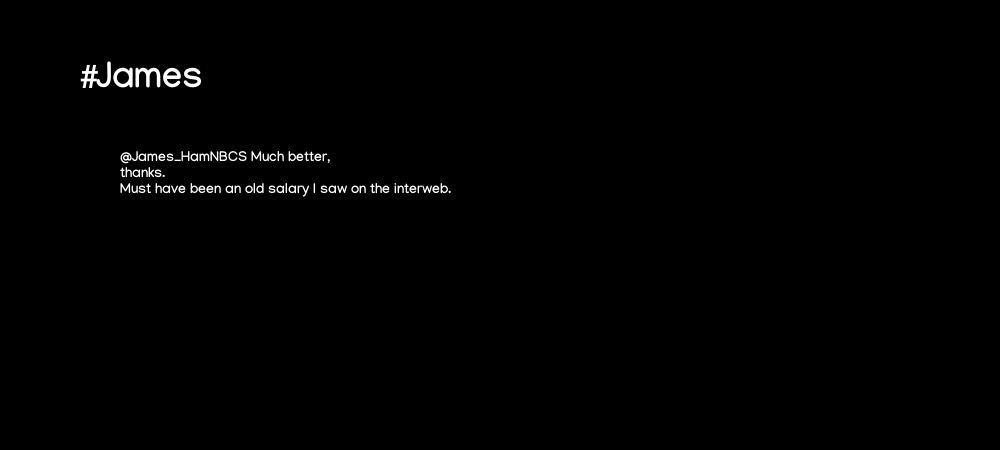 #James
@James_HamNBCS Much better,
thanks.
Must have been an old salary I saw on the interweb.